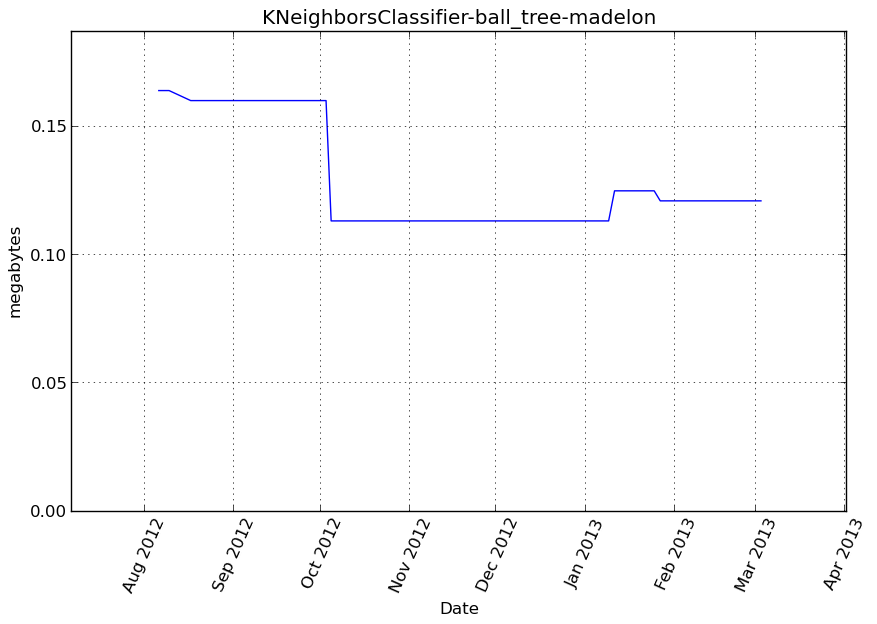 KNeighborsClassifier-ball_tree-madelon
megabytes
0.15
0.10
0.05
0.00
Aug 2012
Sep 2012
Oct 2012
Nov 2012
Dec 2012
Jan 2013
Feb 2013
Mar 2013
Apr 2013
Date